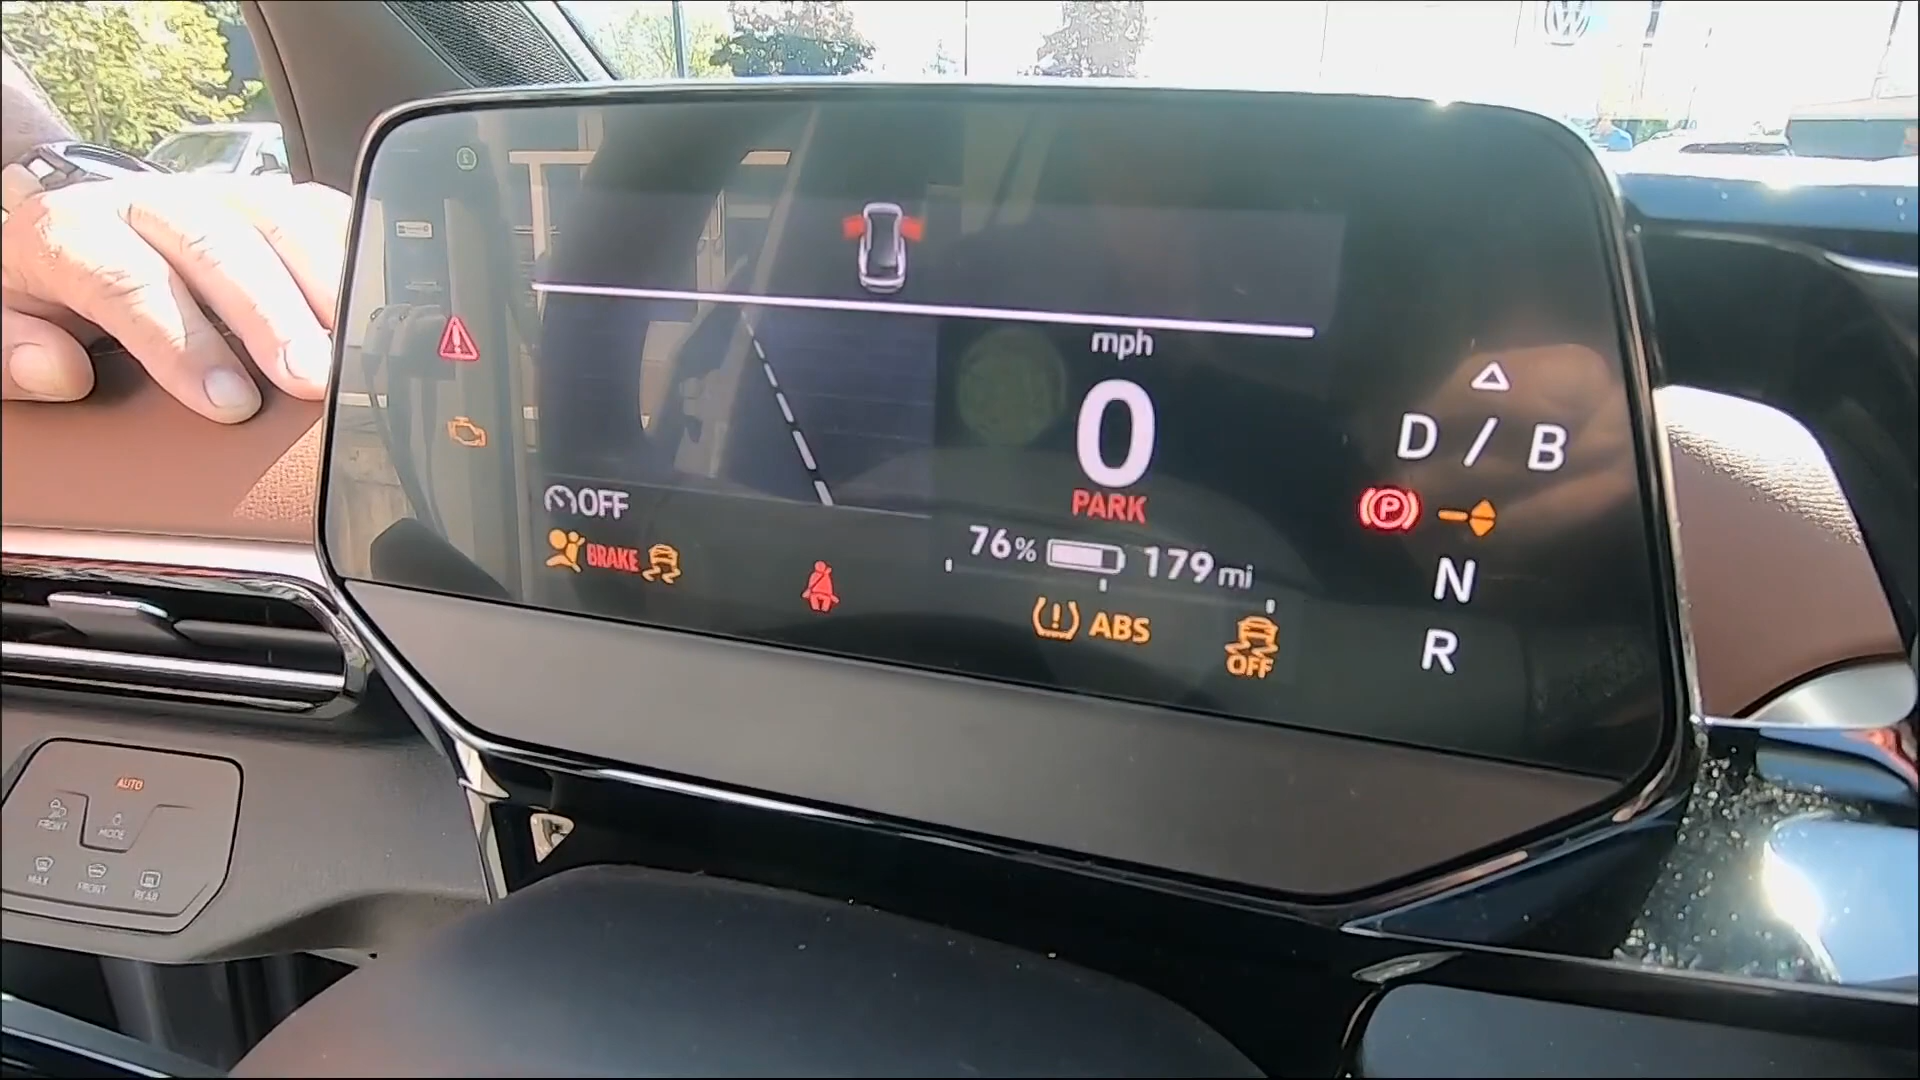 mph
0
PARK
76% 179 mi
OFF
BRAKE
ABS
OFF
D / B
P
N
R
AUTO
FRONT
MODE
MAX FRONT REAR